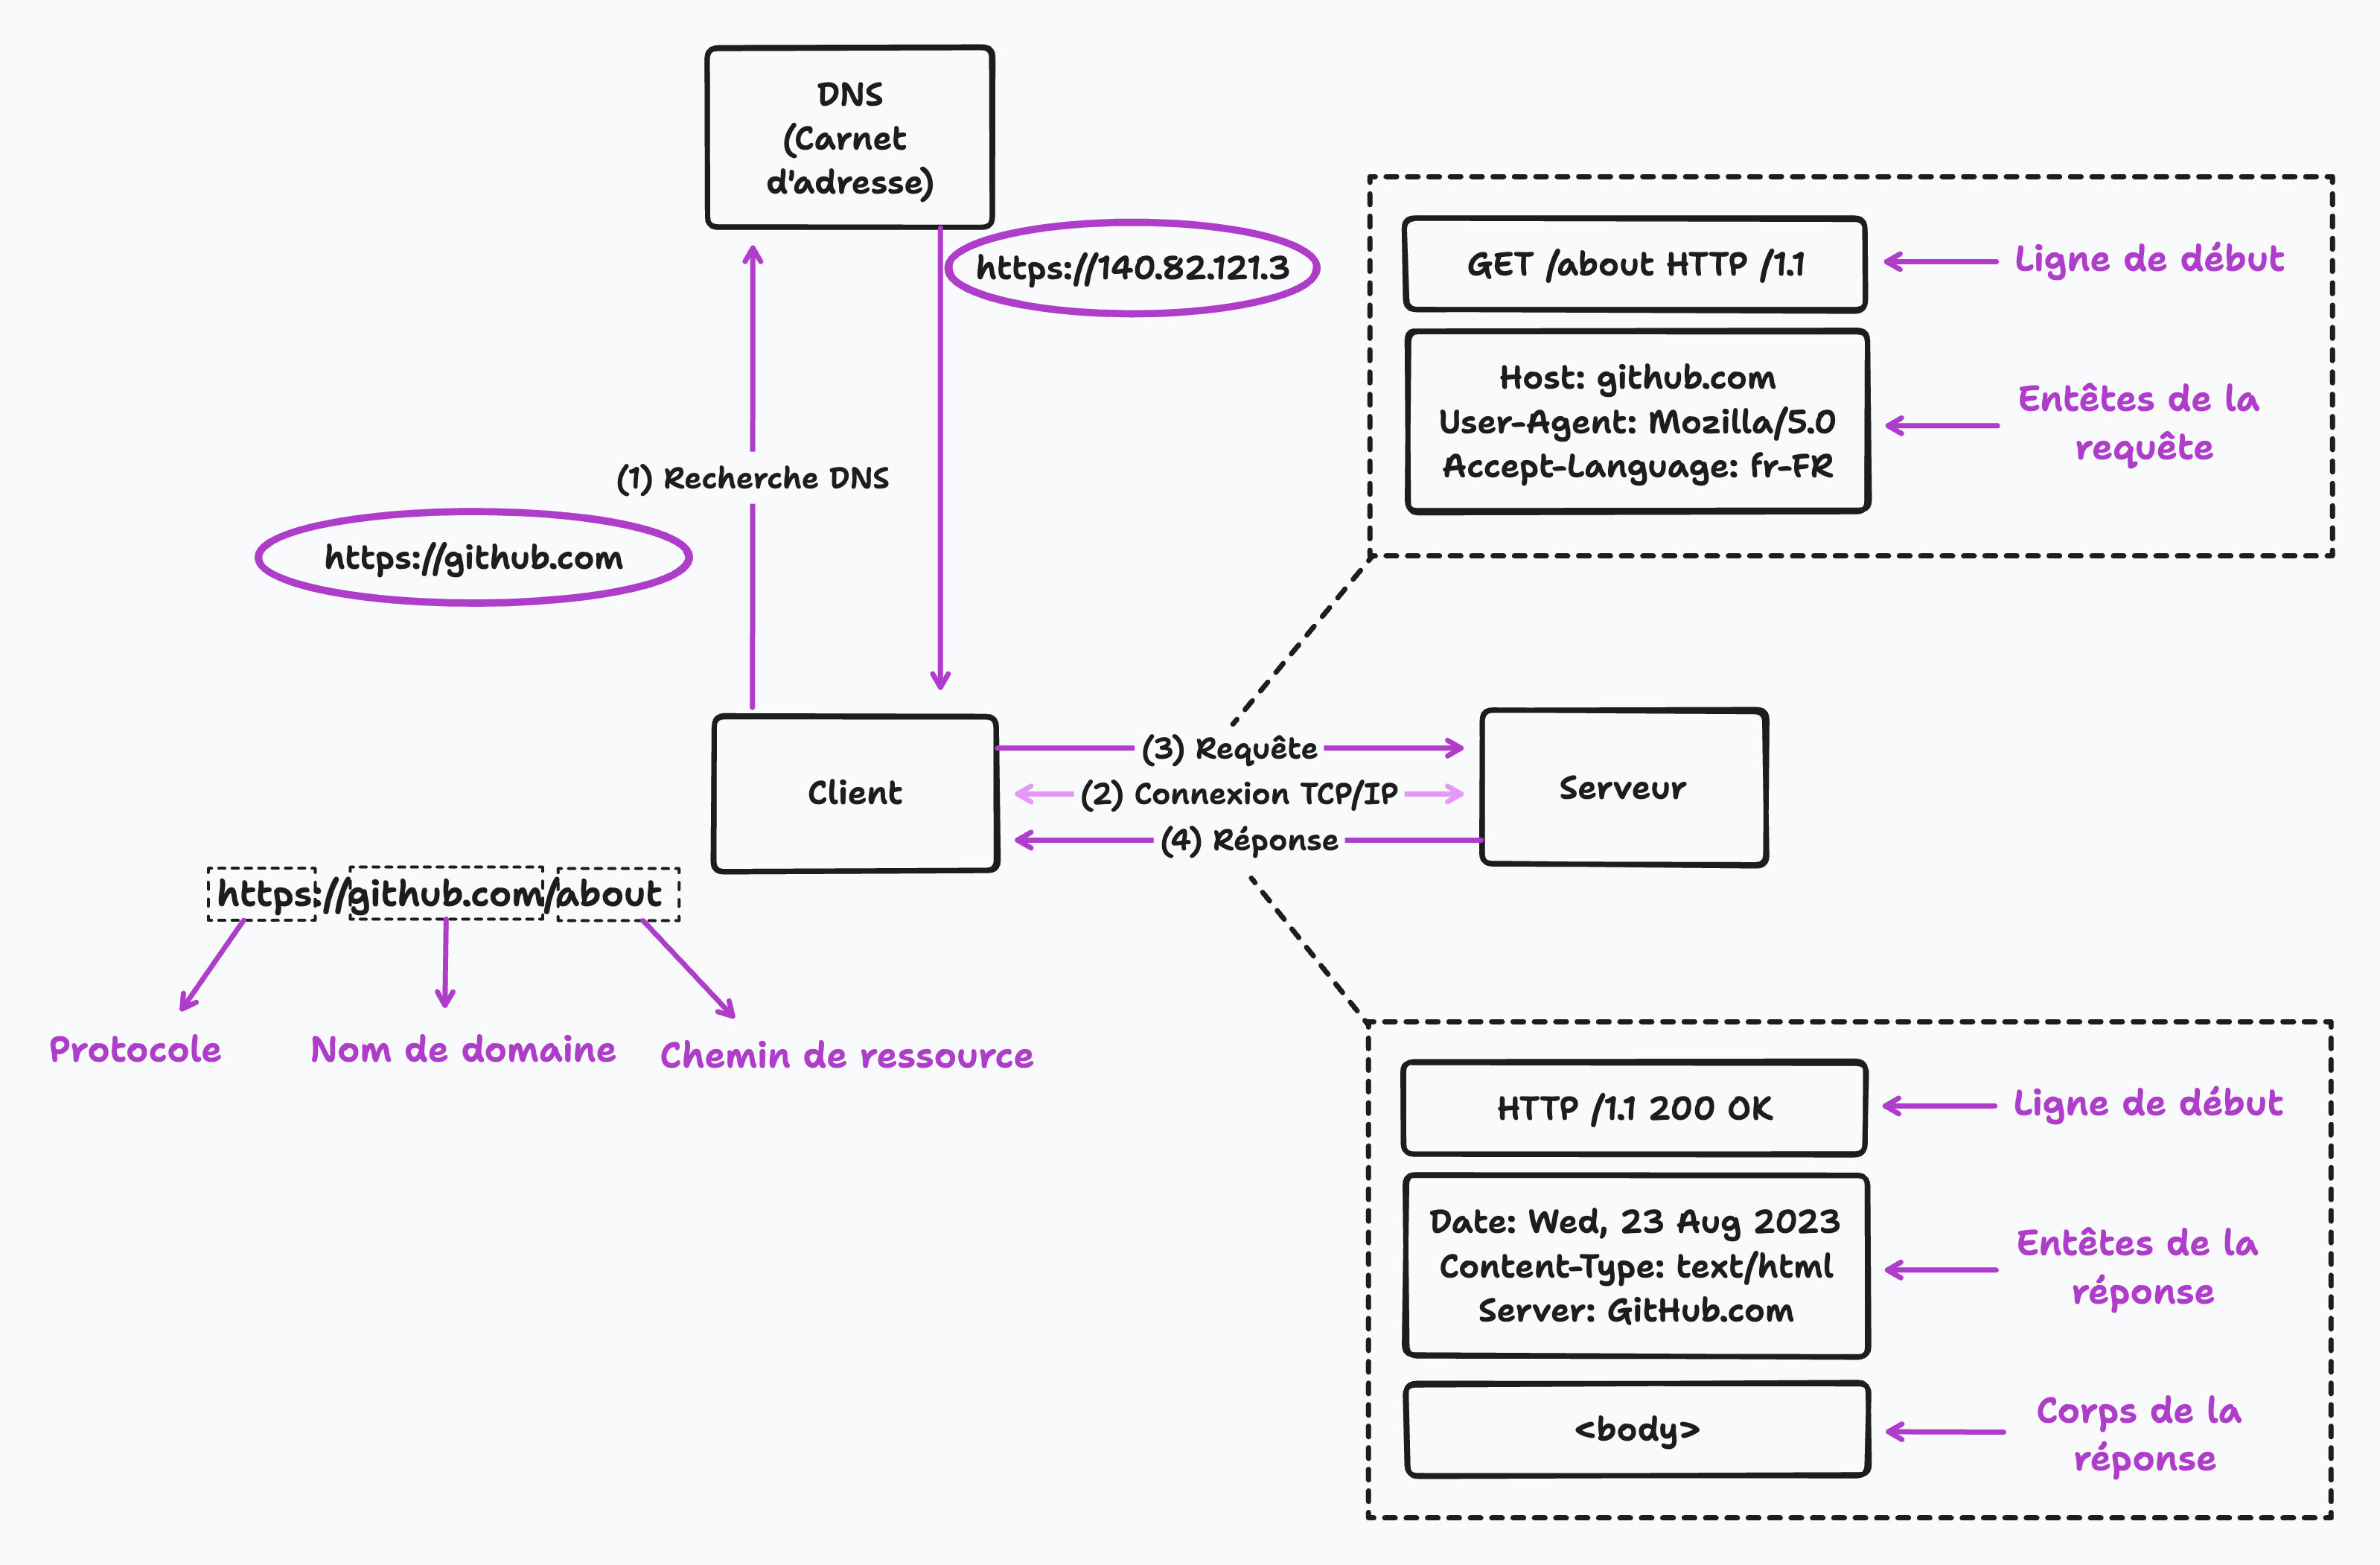 DNS
(Carnet
d'adresse)
https://140.82.121.3
(1) Recherche DNS
https://github.com
GET /about HTTP /1.1
Ligne de début
Host: github.com
User-Agent: Mozilla/5.0
Accept-Language: fr-FR
Entêtes de la
requête
Client
(3) Requête
(2) Connexion TCP/IP
(4) Réponse
Serveur
https://github.com/about
Protocole
Nom de domaine
Chemin de ressource
HTTP /1.1 200 OK
Ligne de début
Date: Wed, 23 Aug 2023
Content-Type: text/html
Server: GitHub.com
Entêtes de la
réponse
<body>
Corps de la
réponse